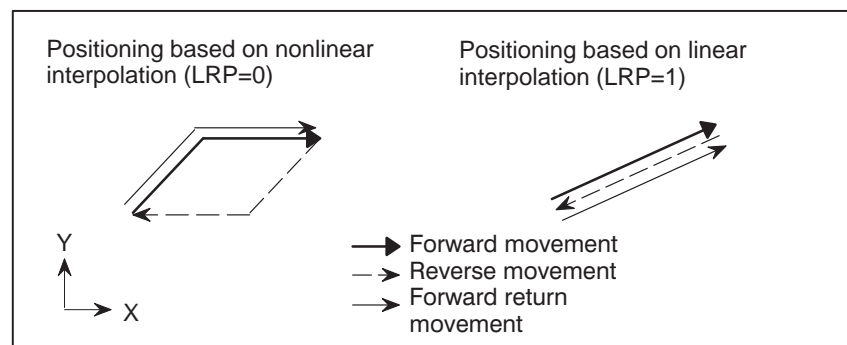 Positioning based on nonlinear
interpolation (LRP=0)
Positioning based on linear
interpolation (LRP=1)
Y
X
Forward movement
Reverse movement
Forward return
movement